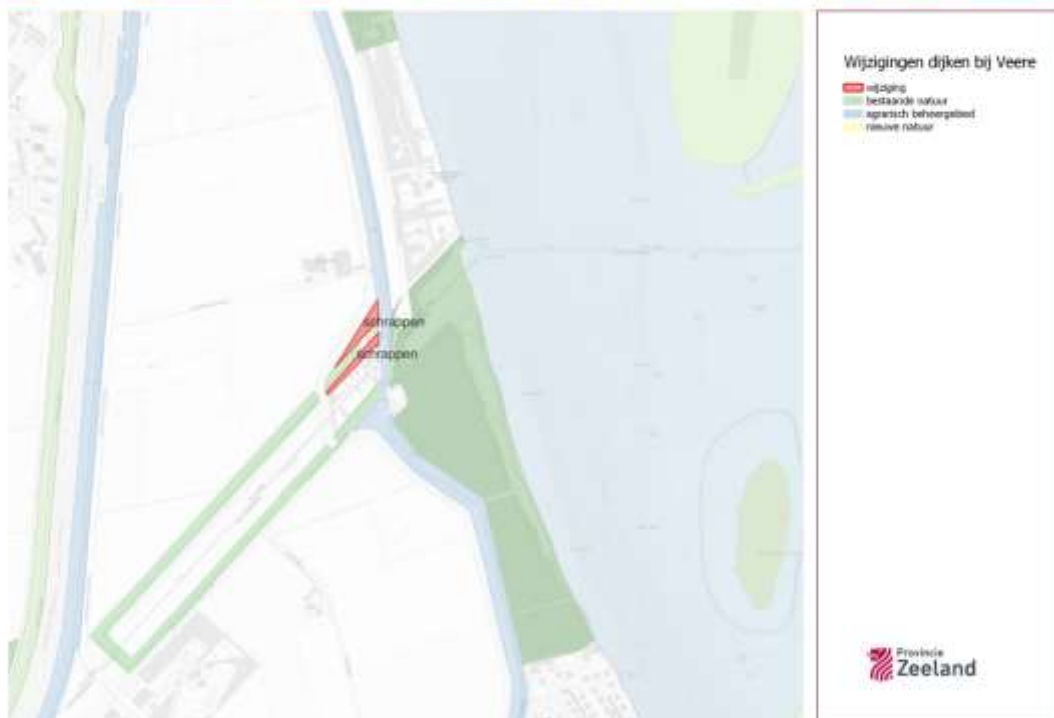 Wijzigingen dijken bij Veere
wijziging
bestaande natuur
agrarisch beheergebied
nieuwe natuur
schrappen
schrappen
Provincie
Zeeland